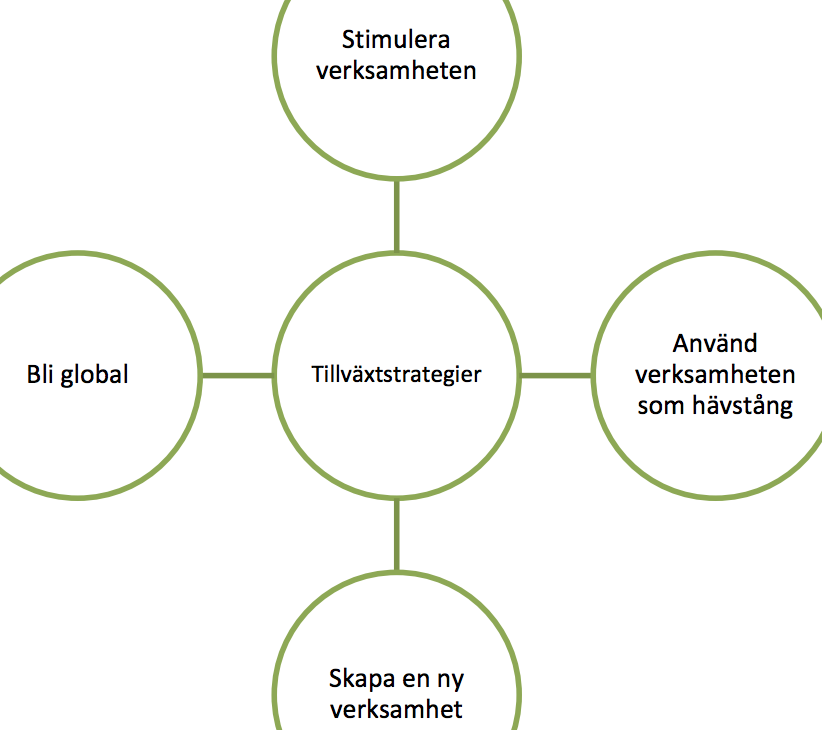 Stimulera
verksamheten
Bli global
Tillväxtstrategier
Använd
verksamheten
som hävstång
Skapa en ny
verksamhet